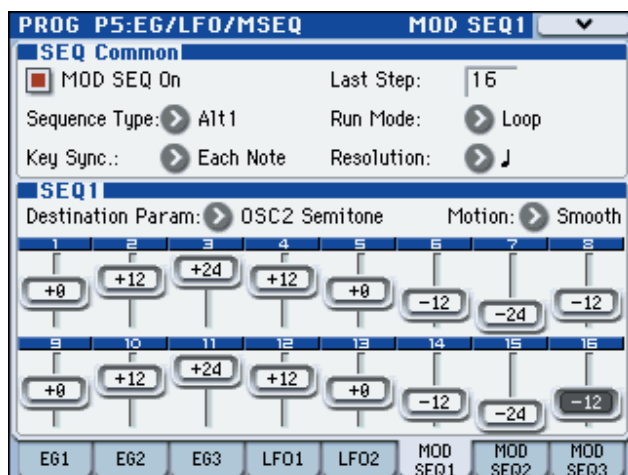 PROG P5:EG/LFO/MSEQ MOD SEQ1
SEQ Common
MOD SEQ On Last Step: 16
Sequence Type: Alt1 Run Mode: Loop
Key Sync.: Each Note Resolution: ♩
SEQ1
Destination Param: OSC2 Semitone Motion: Smooth
1 2 3 4 5 6 7 8
+0 +12 +24 +12 +0 -12 -24 -12
9 10 11 12 13 14 15 16
+0 +12 +24 +12 +0 -12 -24 -12
EG1 EG2 EG3 LFO1 LFO2 MOD SEQ1 MOD SEQ2 MOD SEQ3